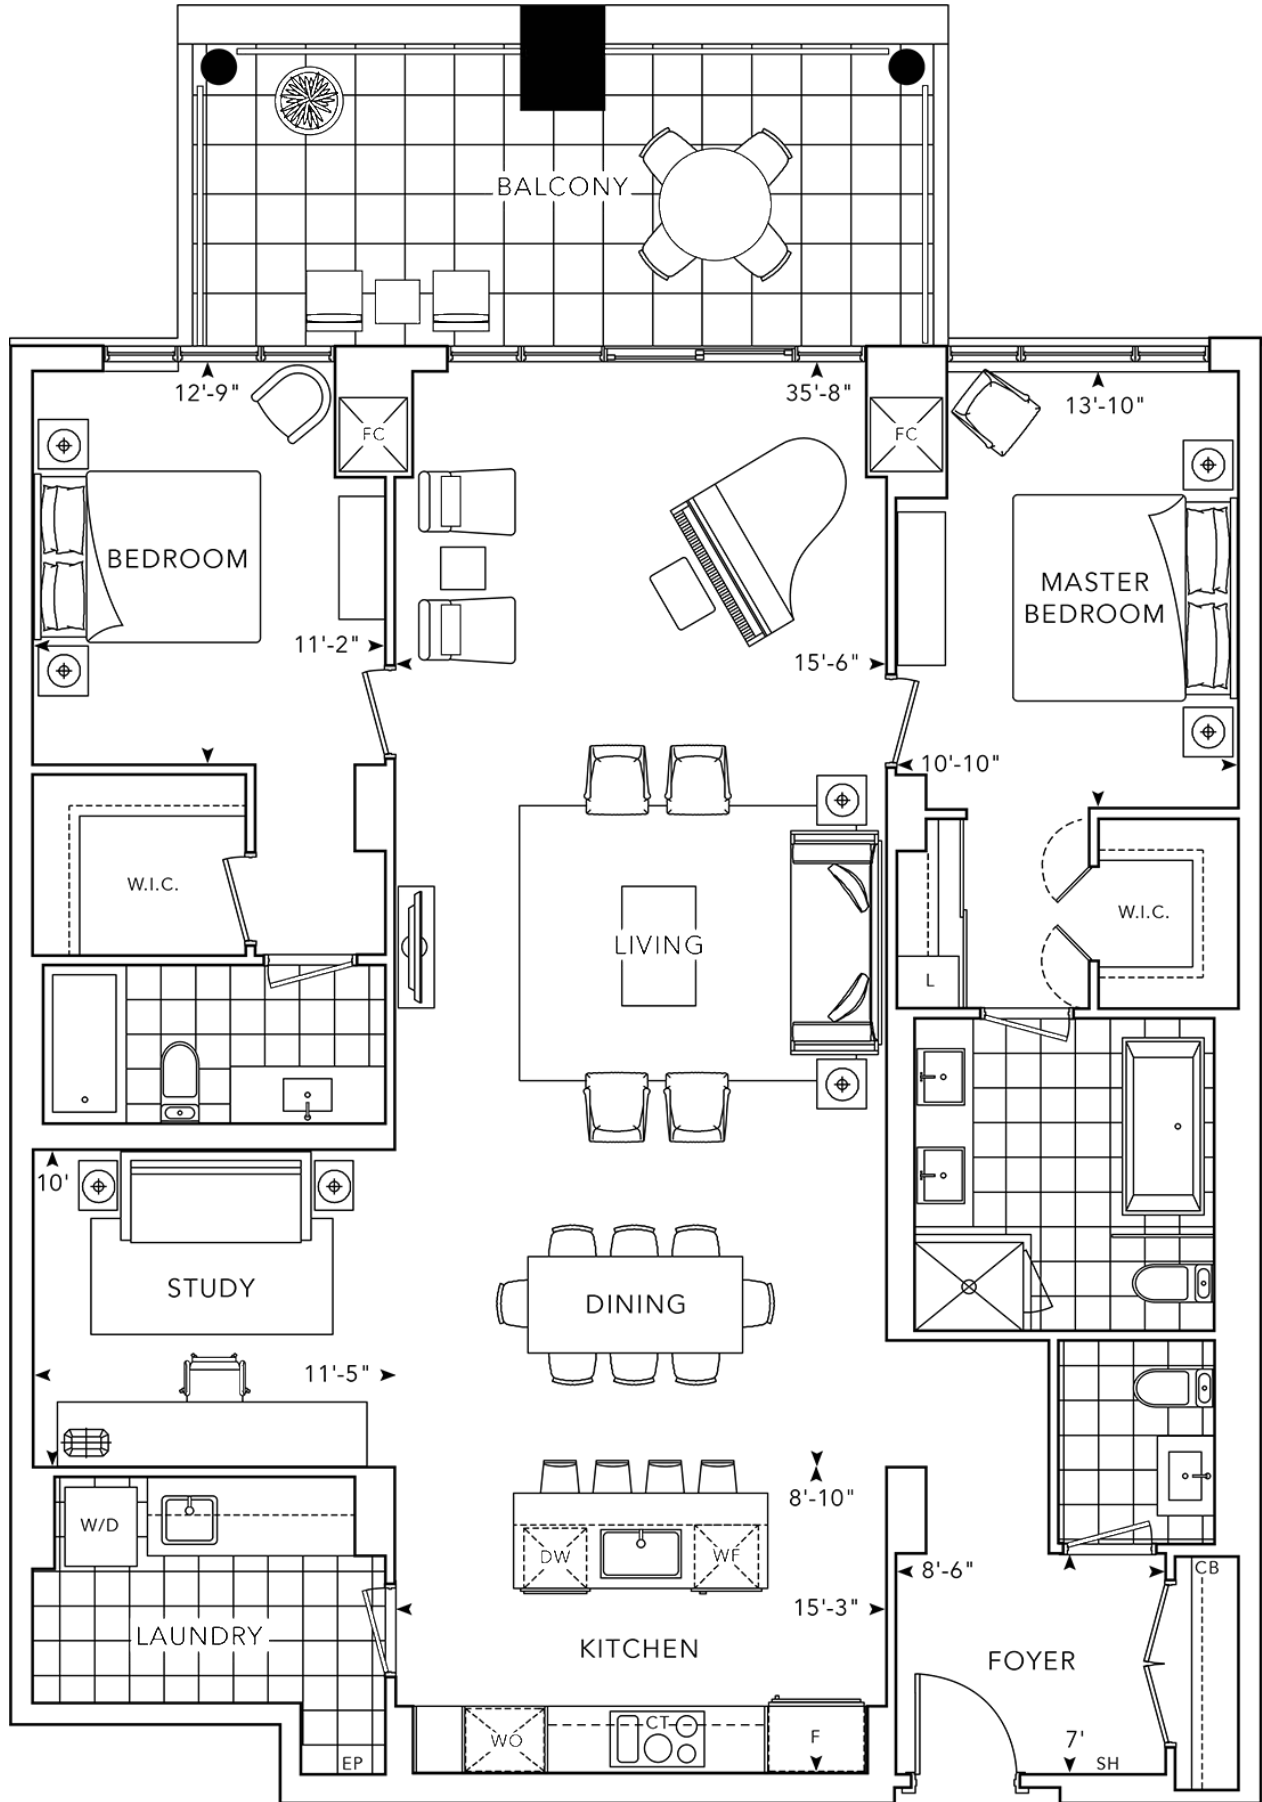 BALCONY
12'-9"
35'-8"
13'-10"
FC
FC
BEDROOM
MASTER
BEDROOM
11'-2"
15'-6"
10'-10"
W.I.C.
W.I.C.
LIVING
L
10'
STUDY
DINING
11'-5"
8'-10"
W/D
DW
WF
8'-6"
CB
15'-3"
LAUNDRY
KITCHEN
FOYER
CT
WO
F
7'
EP
SH